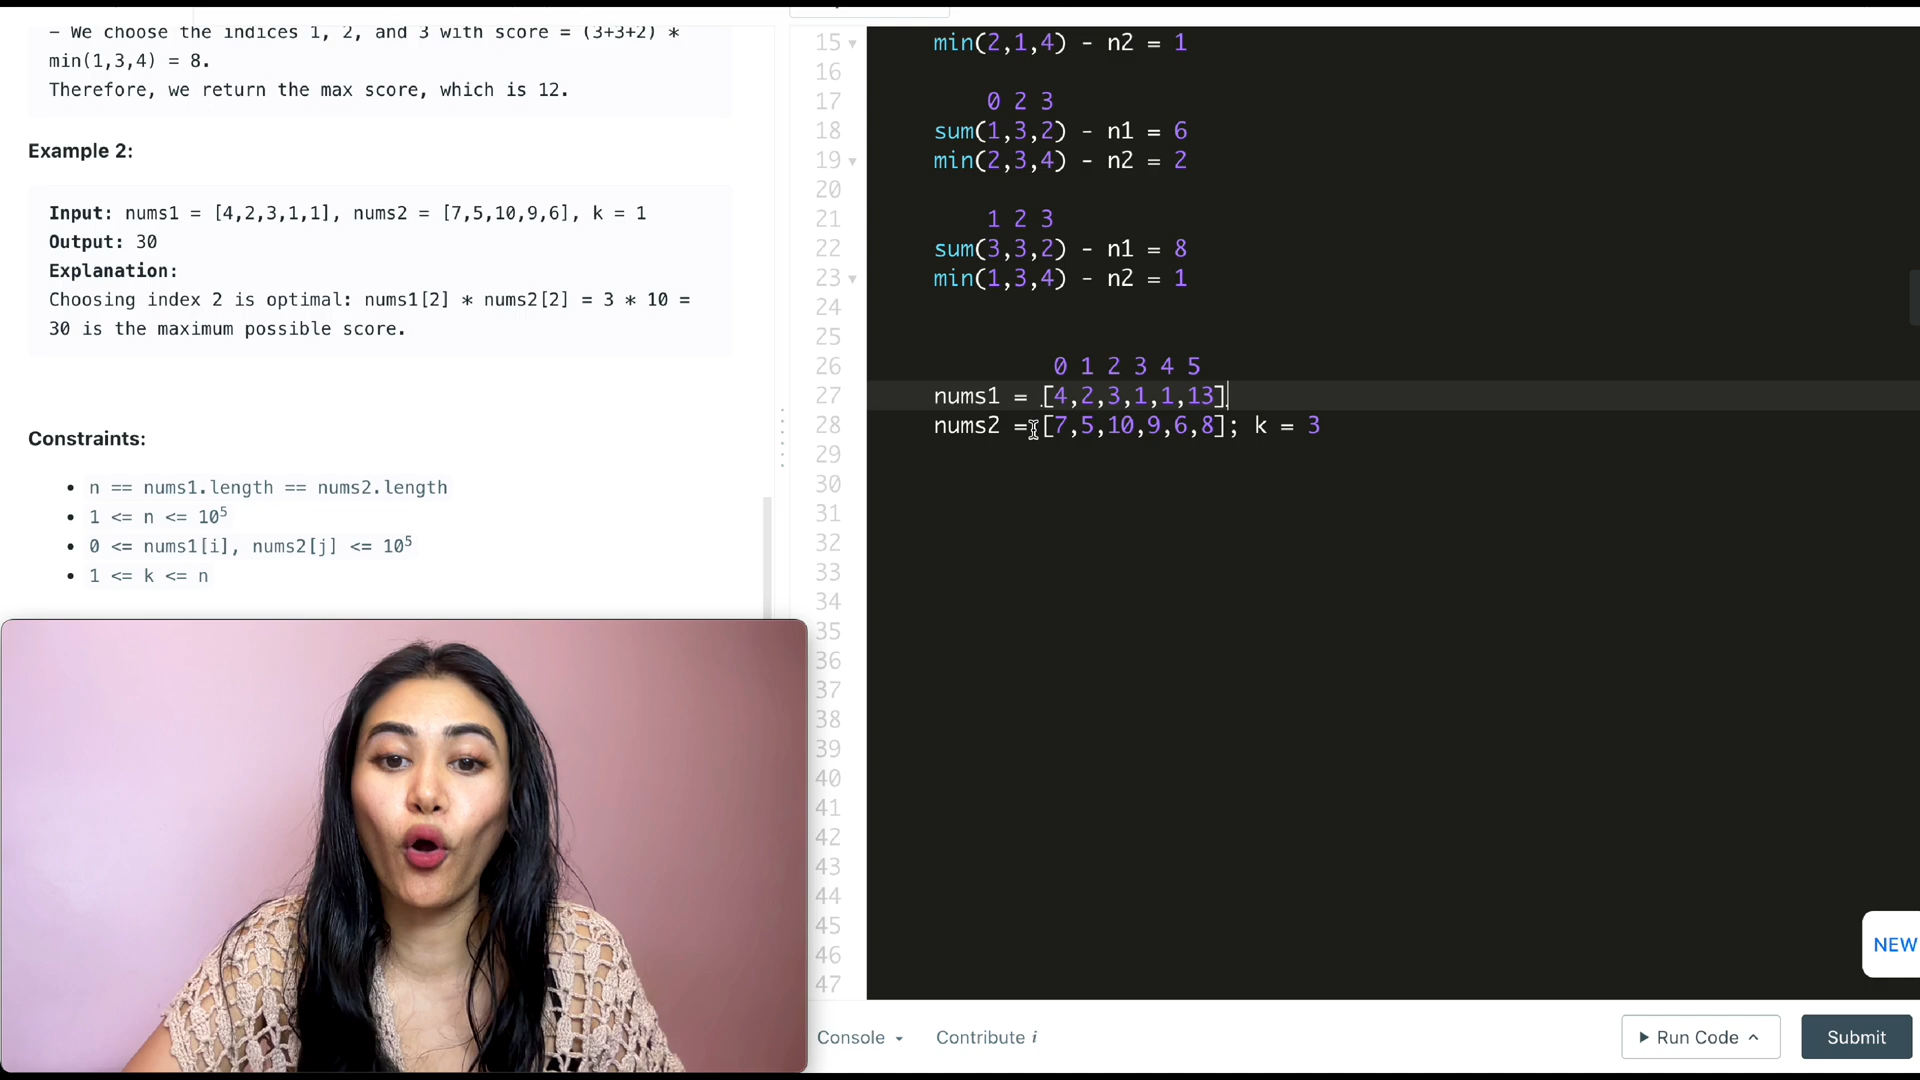 - We choose the indices 1, 2, and 3 with score = (3+3+2) *
min(1,3,4) = 8.
Therefore, we return the max score, which is 12.
Example 2:
Input: nums1 = [4,2,3,1,1], nums2 = [7,5,10,9,6], k = 1
Output: 30
Explanation:
Choosing index 2 is optimal: nums1[2] * nums2[2] = 3 * 10 =
30 is the maximum possible score.
Constraints:
• n == nums1.length == nums2.length
• 1 <= n <= 10⁵
• 0 <= nums1[i], nums2[j] <= 10⁵
• 1 <= k <= n
15 min(2,1,4) - n2 = 1
16
17 0 2 3
18 sum(1,3,2) - n1 = 6
19 min(2,3,4) - n2 = 2
20
21 1 2 3
22 sum(3,3,2) - n1 = 8
23 min(1,3,4) - n2 = 1
24
25
26 0 1 2 3 4 5
27 nums1 = [4,2,3,1,1,13]
28 nums2 = [7,5,10,9,6,8]; k = 3
29
30
31
32
33
34
35
36
37
38
39
40
41
42
43
44
45
46
47
NEW
Console
Contribute i
Run Code
Submit